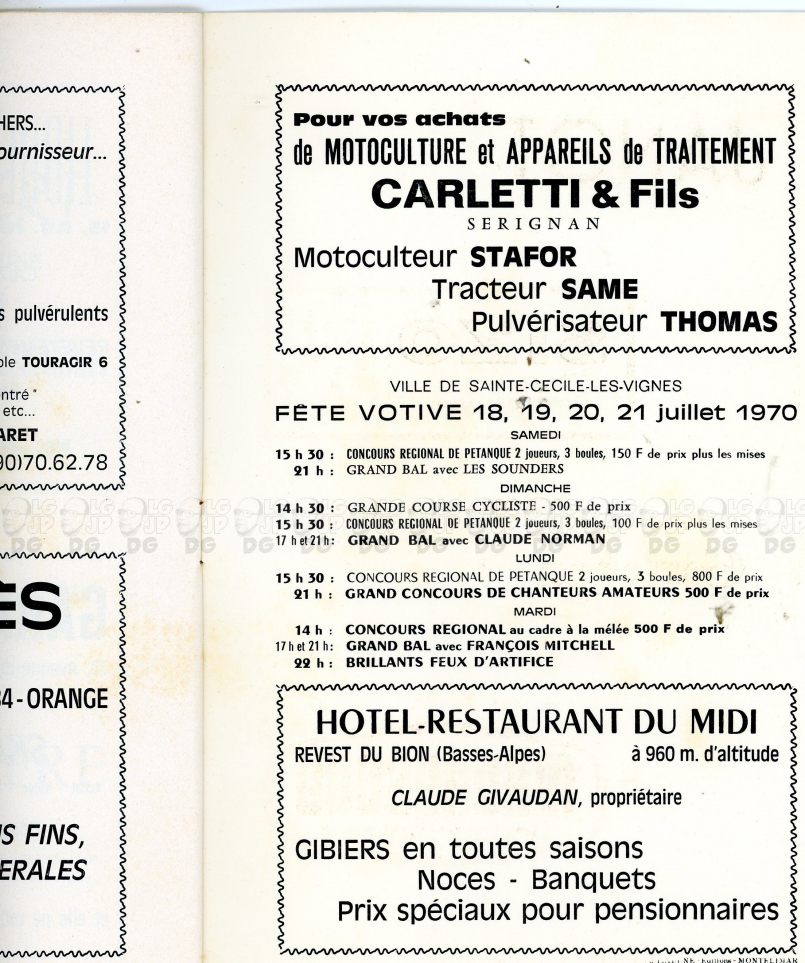 HERS...
ournisseur...
s pulvérulents
ble TOURAGIR 6
ntré "
etc...
ARET
90)70.62.78
ES
84-ORANGE
S FINS,
ERALES
Pour vos achats
de MOTOCULTURE et APPAREILS de TRAITEMENT
CARLETTI & Fils
SERIGNAN
Motoculteur STAFOR
Tracteur SAME
Pulvérisateur THOMAS
VILLE DE SAINTE-CECILE-LES-VIGNES
FÊTE VOTIVE 18, 19, 20, 21 juillet 1970
SAMEDI
15 h 30 : CONCOURS REGIONAL DE PETANQUE 2 joueurs, 3 boules, 150 F de prix plus les mises
21 h : GRAND BAL avec LES SOUNDERS
DIMANCHE
14 h 30 : GRANDE COURSE CYCLISTE - 500 F de prix
15 h 30 : CONCOURS REGIONAL DE PETANQUE 2 joueurs, 3 boules, 100 F de prix plus les mises
17 h et 21 h : GRAND BAL avec CLAUDE NORMAN
LUNDI
15 h 30 : CONCOURS REGIONAL DE PETANQUE 2 joueurs, 3 boules, 800 F de prix
21 h : GRAND CONCOURS DE CHANTEURS AMATEURS 500 F de prix
MARDI
14 h : CONCOURS REGIONAL au cadre à la mélée 500 F de prix
17 h et 21 h : GRAND BAL avec FRANÇOIS MITCHELL
22 h : BRILLANTS FEUX D'ARTIFICE
HOTEL-RESTAURANT DU MIDI
REVEST DU BION (Basses-Alpes) à 960 m. d'altitude
CLAUDE GIVAUDAN, propriétaire
GIBIERS en toutes saisons
Noces - Banquets
Prix spéciaux pour pensionnaires
Editions - MONTELIMAR